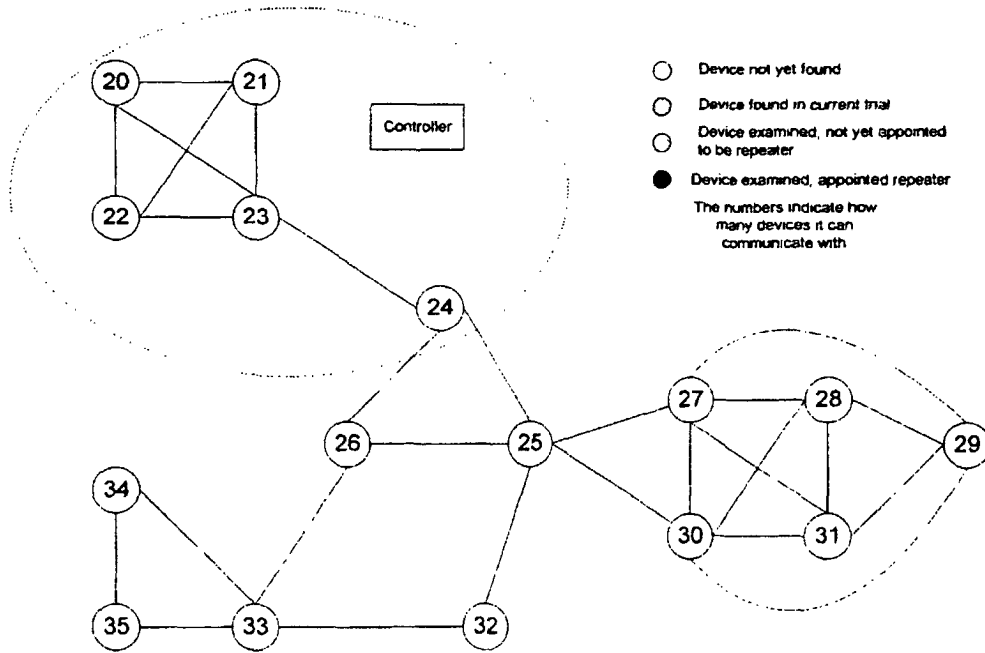 20 21
Controller
22 23
24
27 28
26 25 29
34
30 31
35 33 32
Device not yet found
Device found in current trial
Device examined, not yet appointed
to be repeater
Device examined, appointed repeater
The numbers indicate how
many devices it can
communicate with